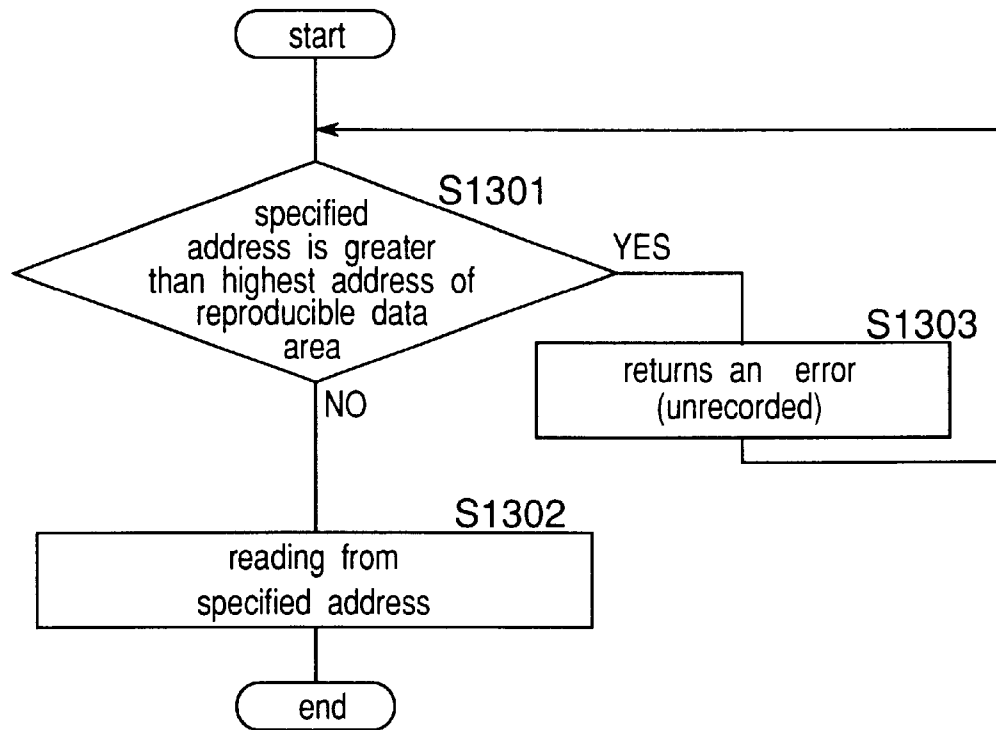 start
S1301
specified
address is greater
than highest address of
reproducible data
area
YES
NO
S1303
returns an error
(unrecorded)
S1302
reading from
specified address
end